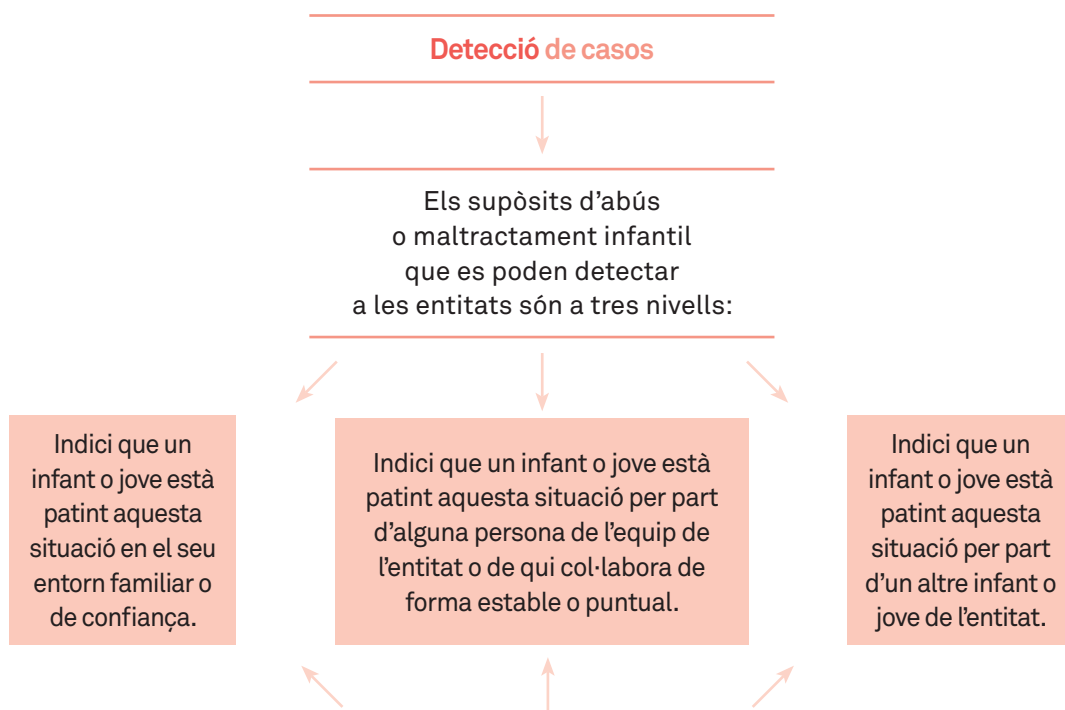 Detecció de casos
Els supòsits d’abús
o maltractament infantil
que es poden detectar
a les entitats són a tres nivells:
Indici que un
infant o jove està
patint aquesta
situació en el seu
entorn familiar o
de confiança.
Indici que un infant o jove està
patint aquesta situació per part
d’alguna persona de l’equip de
l’entitat o de qui col·labora de
forma estable o puntual.
Indici que un
infant o jove està
patint aquesta
situació per part
d’un altre infant o
jove de l’entitat.